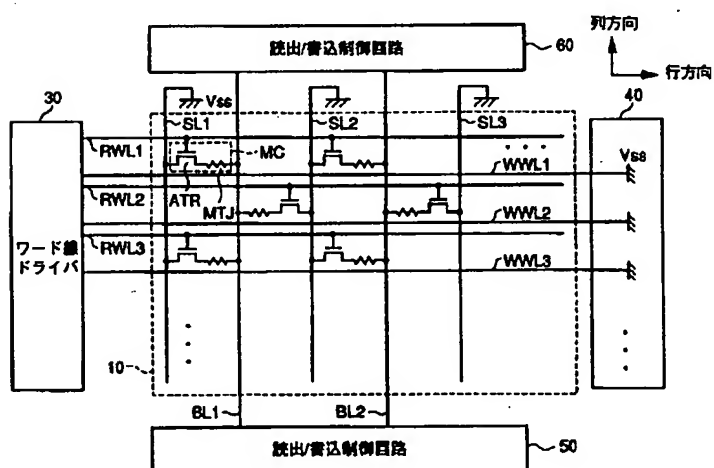 列方向
行方向
読出/書込制御回路
60
30
40
Vss
SL1
SL2
SL3
RWL1
MC
WWL1
Vss
RWL2
ATR
MTJ
WWL2
ワード線
ドライバ
RWL3
WWL3
10
BL1
BL2
読出/書込制御回路
50